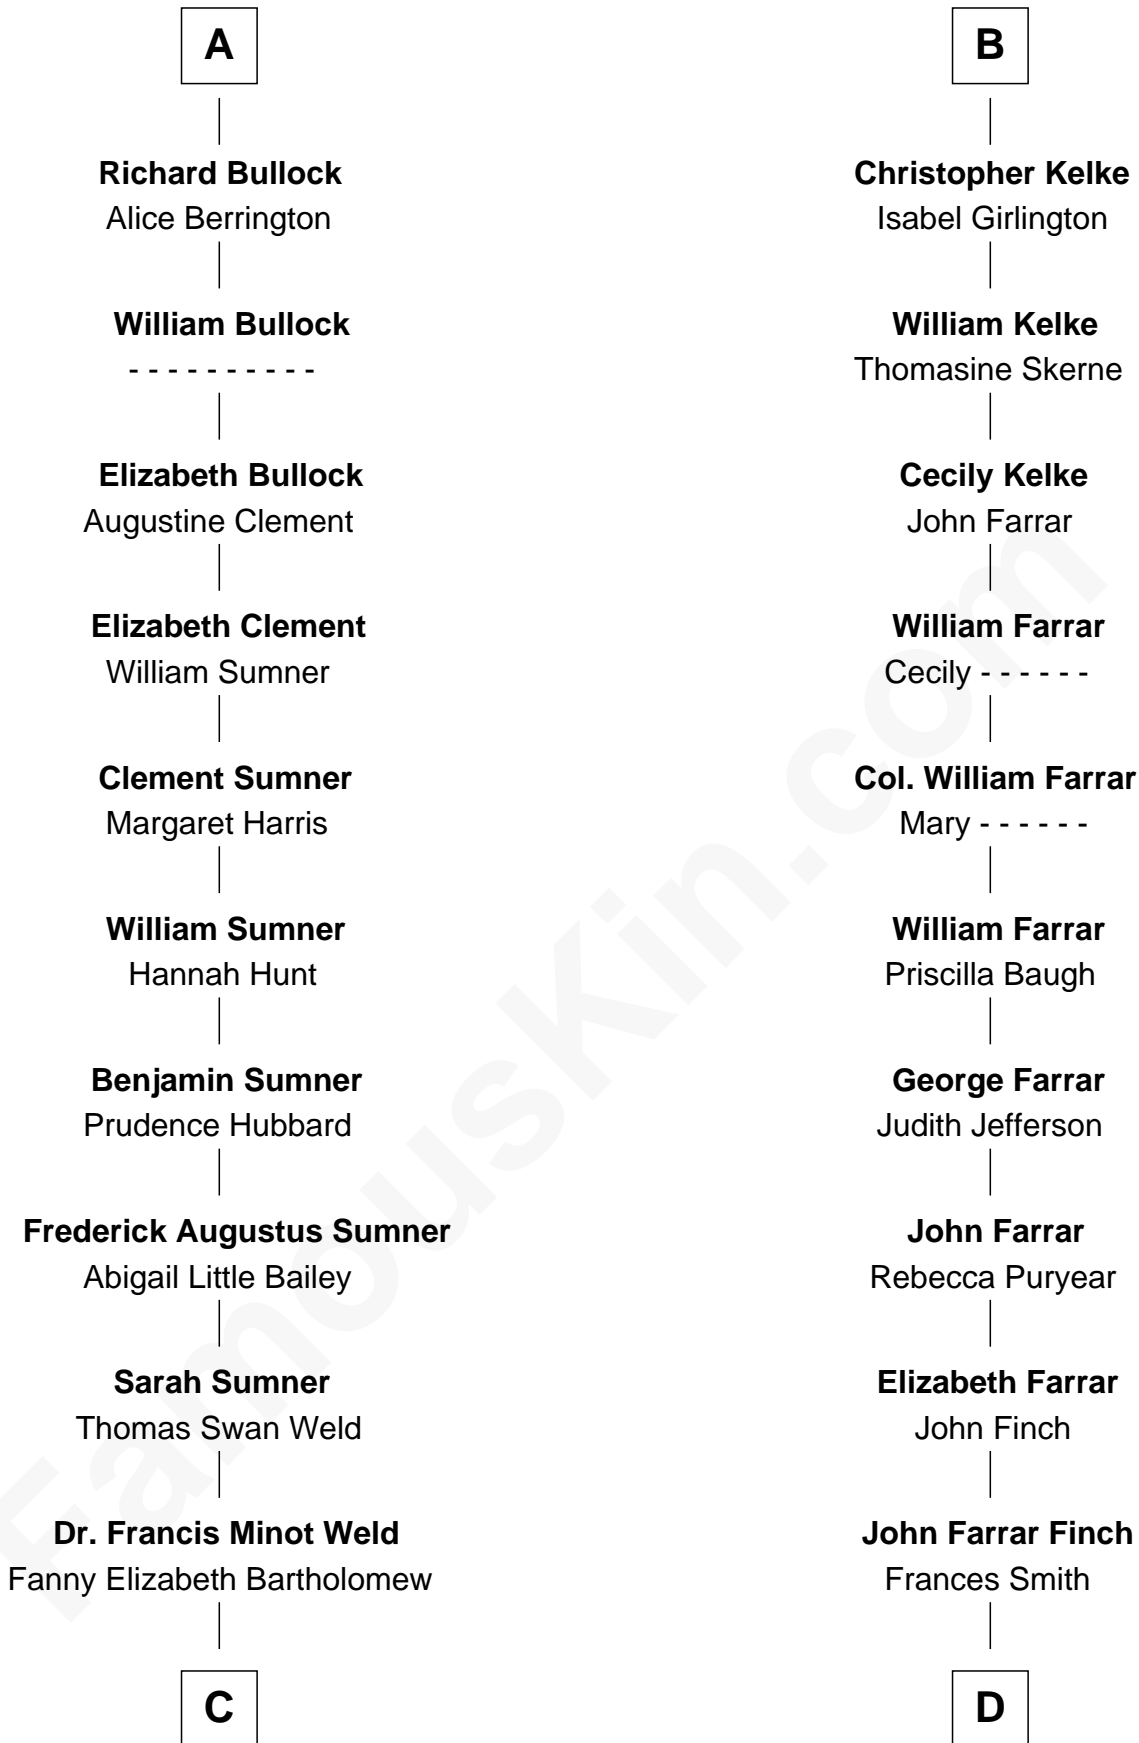 A
Richard Bullock
Alice Berrington
William Bullock
- - - - - - - - - -
Elizabeth Bullock
Augustine Clement
Elizabeth Clement
William Sumner
Clement Sumner
Margaret Harris
William Sumner
Hannah Hunt
Benjamin Sumner
Prudence Hubbard
Frederick Augustus Sumner
Abigail Little Bailey
Sarah Sumner
Thomas Swan Weld
Dr. Francis Minot Weld
Fanny Elizabeth Bartholomew
C
B
Christopher Kelke
Isabel Girlington
William Kelke
Thomasine Skerne
Cecily Kelke
John Farrar
William Farrar
Cecily - - - - - -
Col. William Farrar
Mary - - - - - -
William Farrar
Priscilla Baugh
George Farrar
Judith Jefferson
John Farrar
Rebecca Puryear
Elizabeth Farrar
John Finch
John Farrar Finch
Frances Smith
D
FamousKin.com